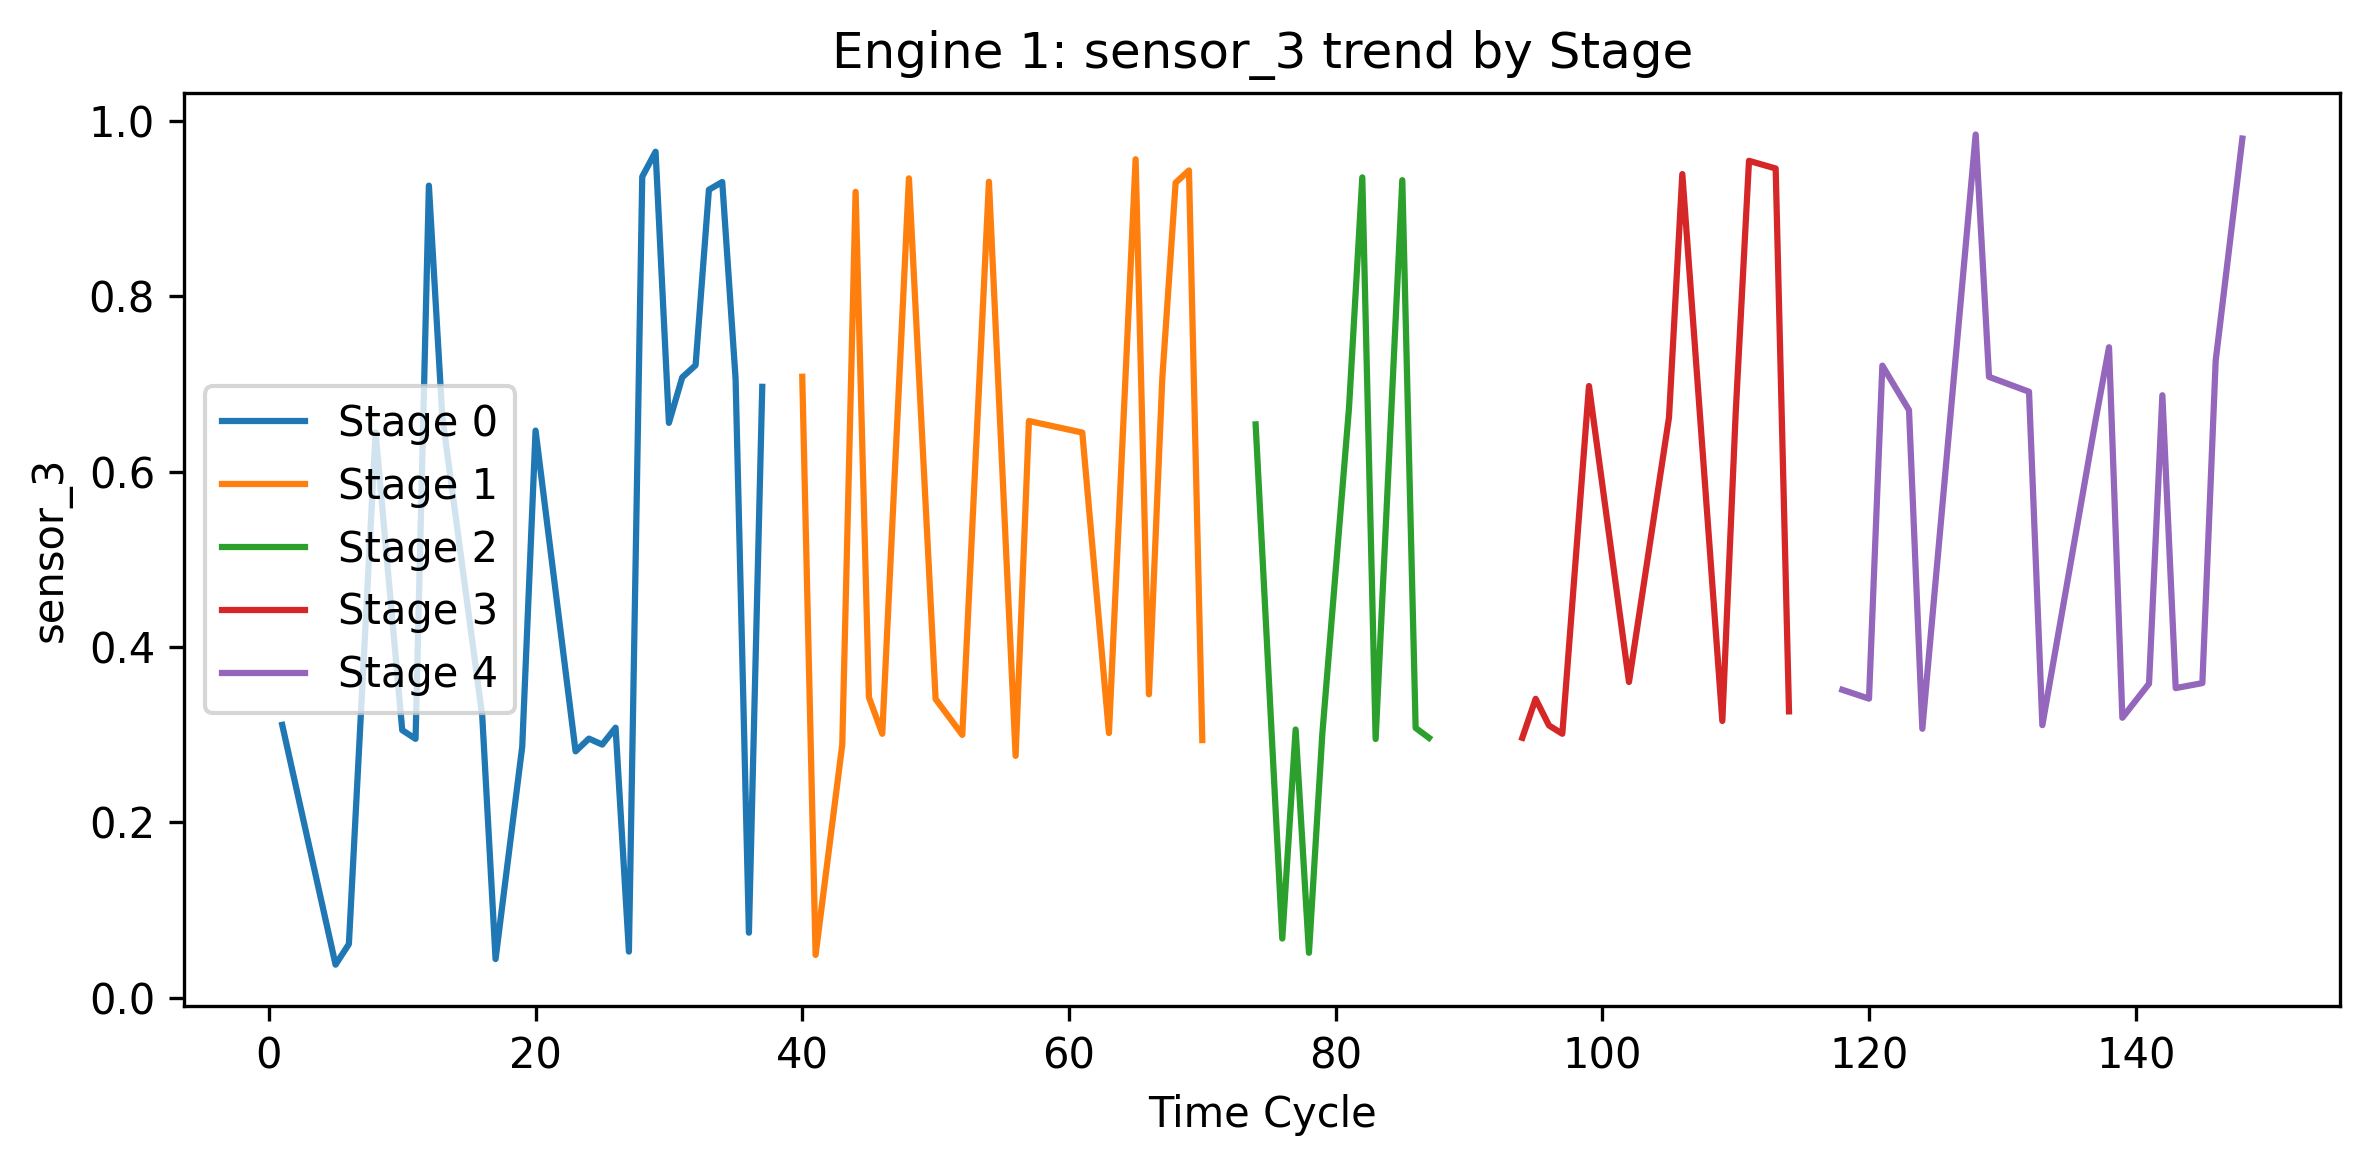 Engine 1: sensor_3 trend by Stage
1.0
0.8
0.6
0.4
0.2
0.0
sensor_3
Stage 0
Stage 1
Stage 2
Stage 3
Stage 4
0 20 40 60 80 100 120 140
Time Cycle